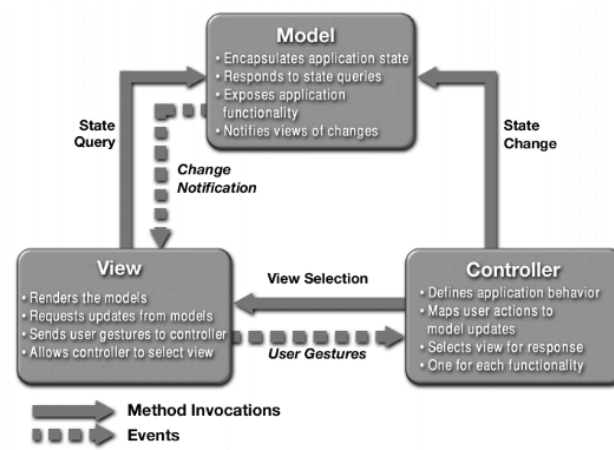 Model
• Encapsulates application state
• Responds to state queries
• Exposes application
functionality
• Notifies views of changes
State
Query
Change
Notification
State
Change
View
• Renders the models
• Requests updates from models
• Sends user gestures to controller
• Allows controller to select view
View Selection
User Gestures
Controller
• Defines application behavior
• Maps user actions to
model updates
• Selects view for response
• One for each functionality
Method Invocations
Events